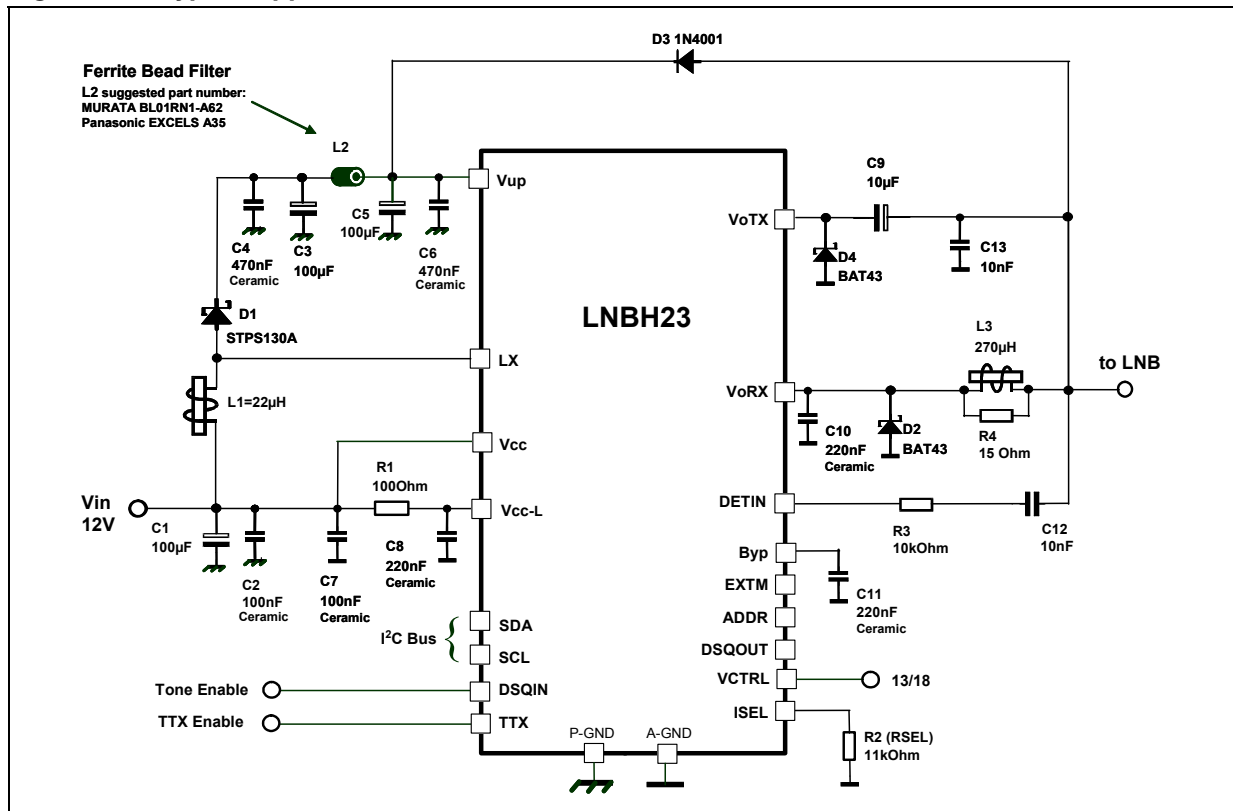 D3 1N4001
Ferrite Bead Filter
L2 suggested part number:
MURATA BL01RN1-A62
Panasonic EXCELS A35
L2
C9
10µF
Vup
VoTX
C5
100µF
C4
470nF
Ceramic
C3
100µF
C6
470nF
Ceramic
D4
BAT43
C13
10nF
LNBH23
D1
STPS130A
L3
270µH
LX
to LNB
VoRX
L1=22µH
C10
220nF
Ceramic
D2
BAT43
R4
15 Ohm
Vcc
R1
100Ohm
DETIN
Vin
12V
Vcc-L
C1
100µF
R3
10kOhm
C12
10nF
C8
220nF
Ceramic
Byp
C2
100nF
Ceramic
C7
100nF
Ceramic
EXTM
C11
220nF
Ceramic
ADDR
SDA
I²C Bus
SCL
DSQOUT
VCTRL
13/18
Tone Enable
DSQIN
ISEL
TTX Enable
TTX
P-GND
A-GND
R2 (RSEL)
11kOhm